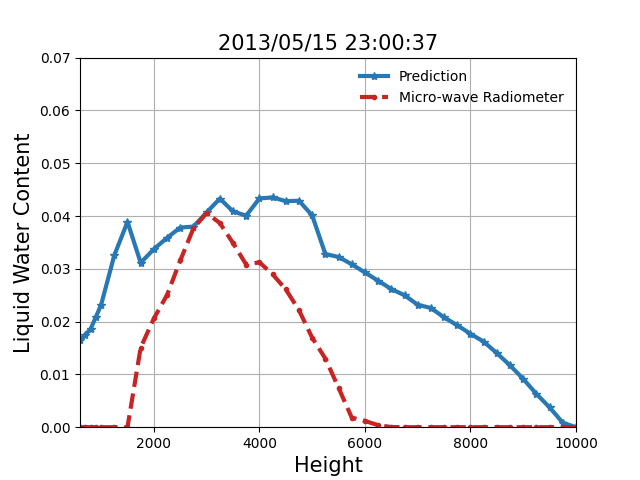 2013/05/15 23:00:37
Prediction
Micro-wave Radiometer
Liquid Water Content
0.07
0.06
0.05
0.04
0.03
0.02
0.01
0.00
2000 4000 6000 8000 10000
Height